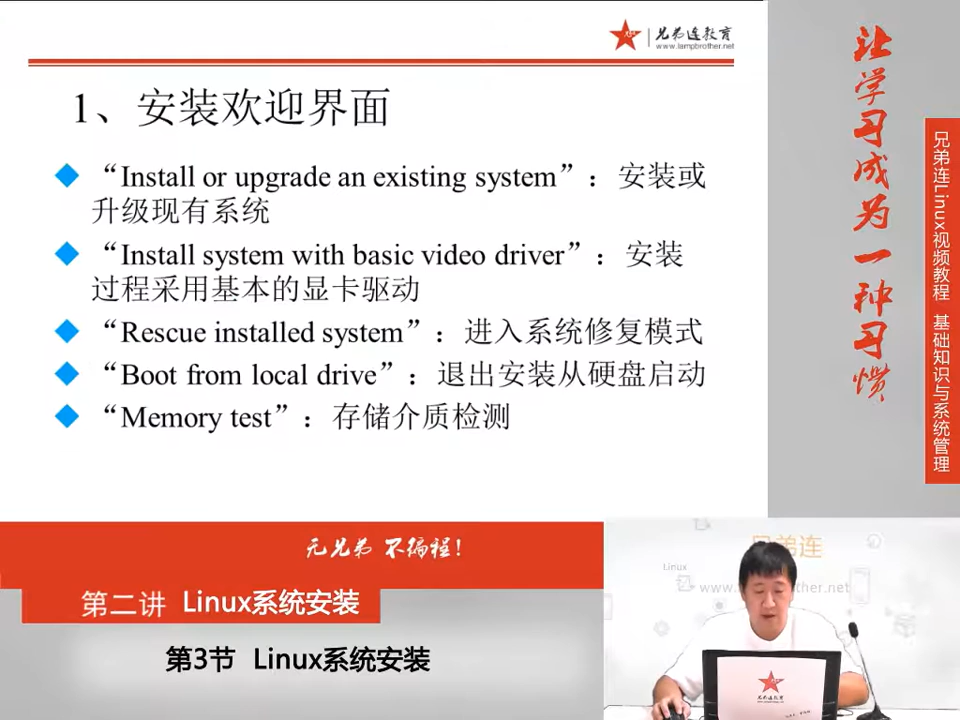 兄弟连教育
www.lampbrother.net
1、安装欢迎界面
“Install or upgrade an existing system”：安装或
升级现有系统
“Install system with basic video driver”：安装
过程采用基本的显卡驱动
“Rescue installed system”：进入系统修复模式
“Boot from local drive”：退出安装从硬盘启动
“Memory test”：存储介质检测
让学习成为一种习惯
兄弟连Linux视频教程 基础知识与系统管理
无兄弟 不编程！
第二讲 Linux系统安装
第3节 Linux系统安装
兄弟连
Linux
兄弟连教育